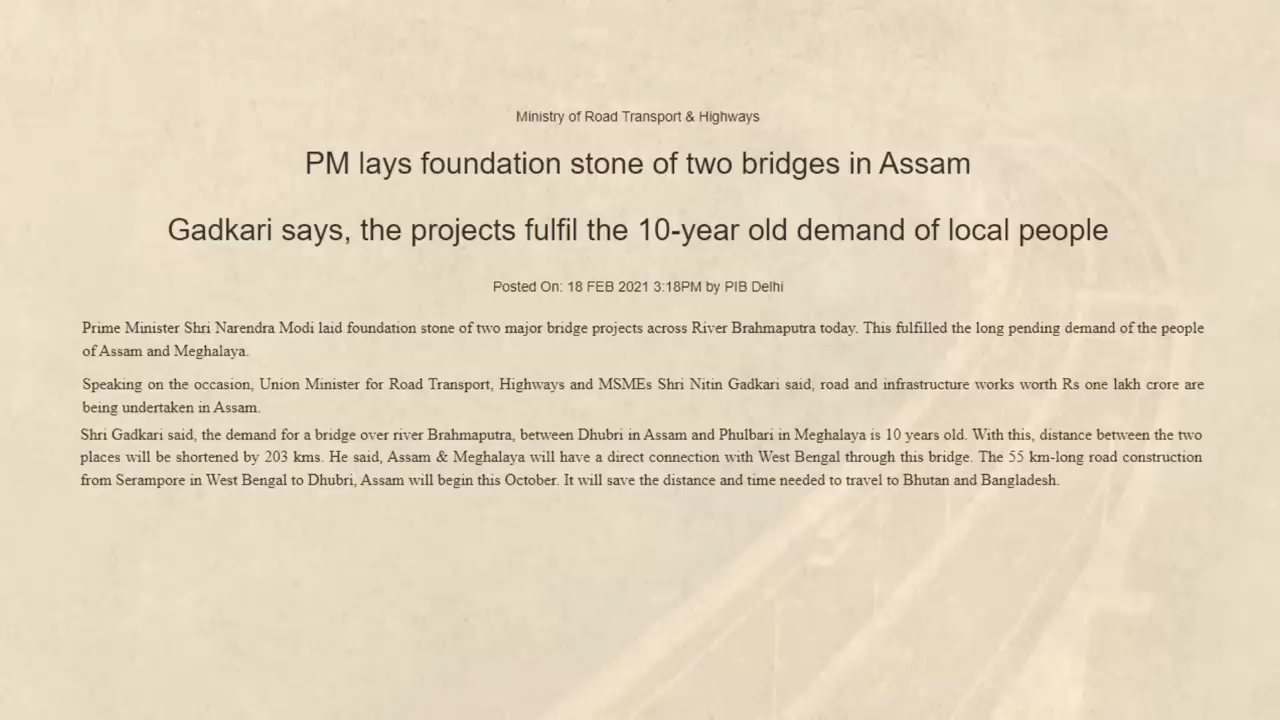 Ministry of Road Transport & Highways
PM lays foundation stone of two bridges in Assam
Gadkari says, the projects fulfil the 10-year old demand of local people
Posted On: 18 FEB 2021 3:18PM by PIB Delhi
Prime Minister Shri Narendra Modi laid foundation stone of two major bridge projects across River Brahmaputra today. This fulfilled the long pending demand of the people
of Assam and Meghalaya.
Speaking on the occasion, Union Minister for Road Transport, Highways and MSMEs Shri Nitin Gadkari said, road and infrastructure works worth Rs one lakh crore are
being undertaken in Assam.
Shri Gadkari said, the demand for a bridge over river Brahmaputra, between Dhubri in Assam and Phulbari in Meghalaya is 10 years old. With this, distance between the two
places will be shortened by 203 kms. He said, Assam & Meghalaya will have a direct connection with West Bengal through this bridge. The 55 km-long road construction
from Serampore in West Bengal to Dhubri, Assam will begin this October. It will save the distance and time needed to travel to Bhutan and Bangladesh.